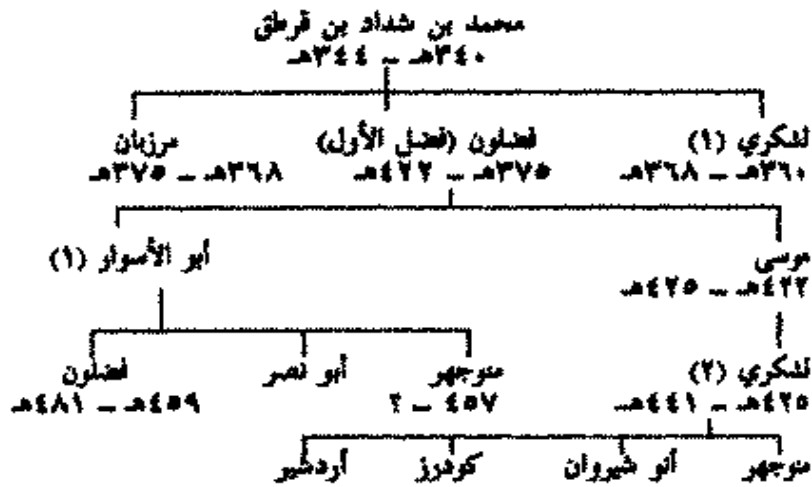 محمد بن شداد بن قرطق
٣٤٠هـ – ٣٤٤هـ
لشكري (١) فضلون (فضل الأول) مرزبان
٣٦٠هـ – ٣٦٨هـ ٣٧٥هـ – ٤٢٢هـ ٣٦٨هـ – ٣٧٥هـ
موسى أبو الأسوار (١)
٤٢٢هـ – ٤٢٥هـ
لشكري (٢) منوجهر أبو نصر فضلون
٤٢٥هـ – ٤٤١هـ ٤٥٧ – ؟ ٤٥٩هـ – ٤٨١هـ
منوجهر أنو شيروان كودرز أردشير